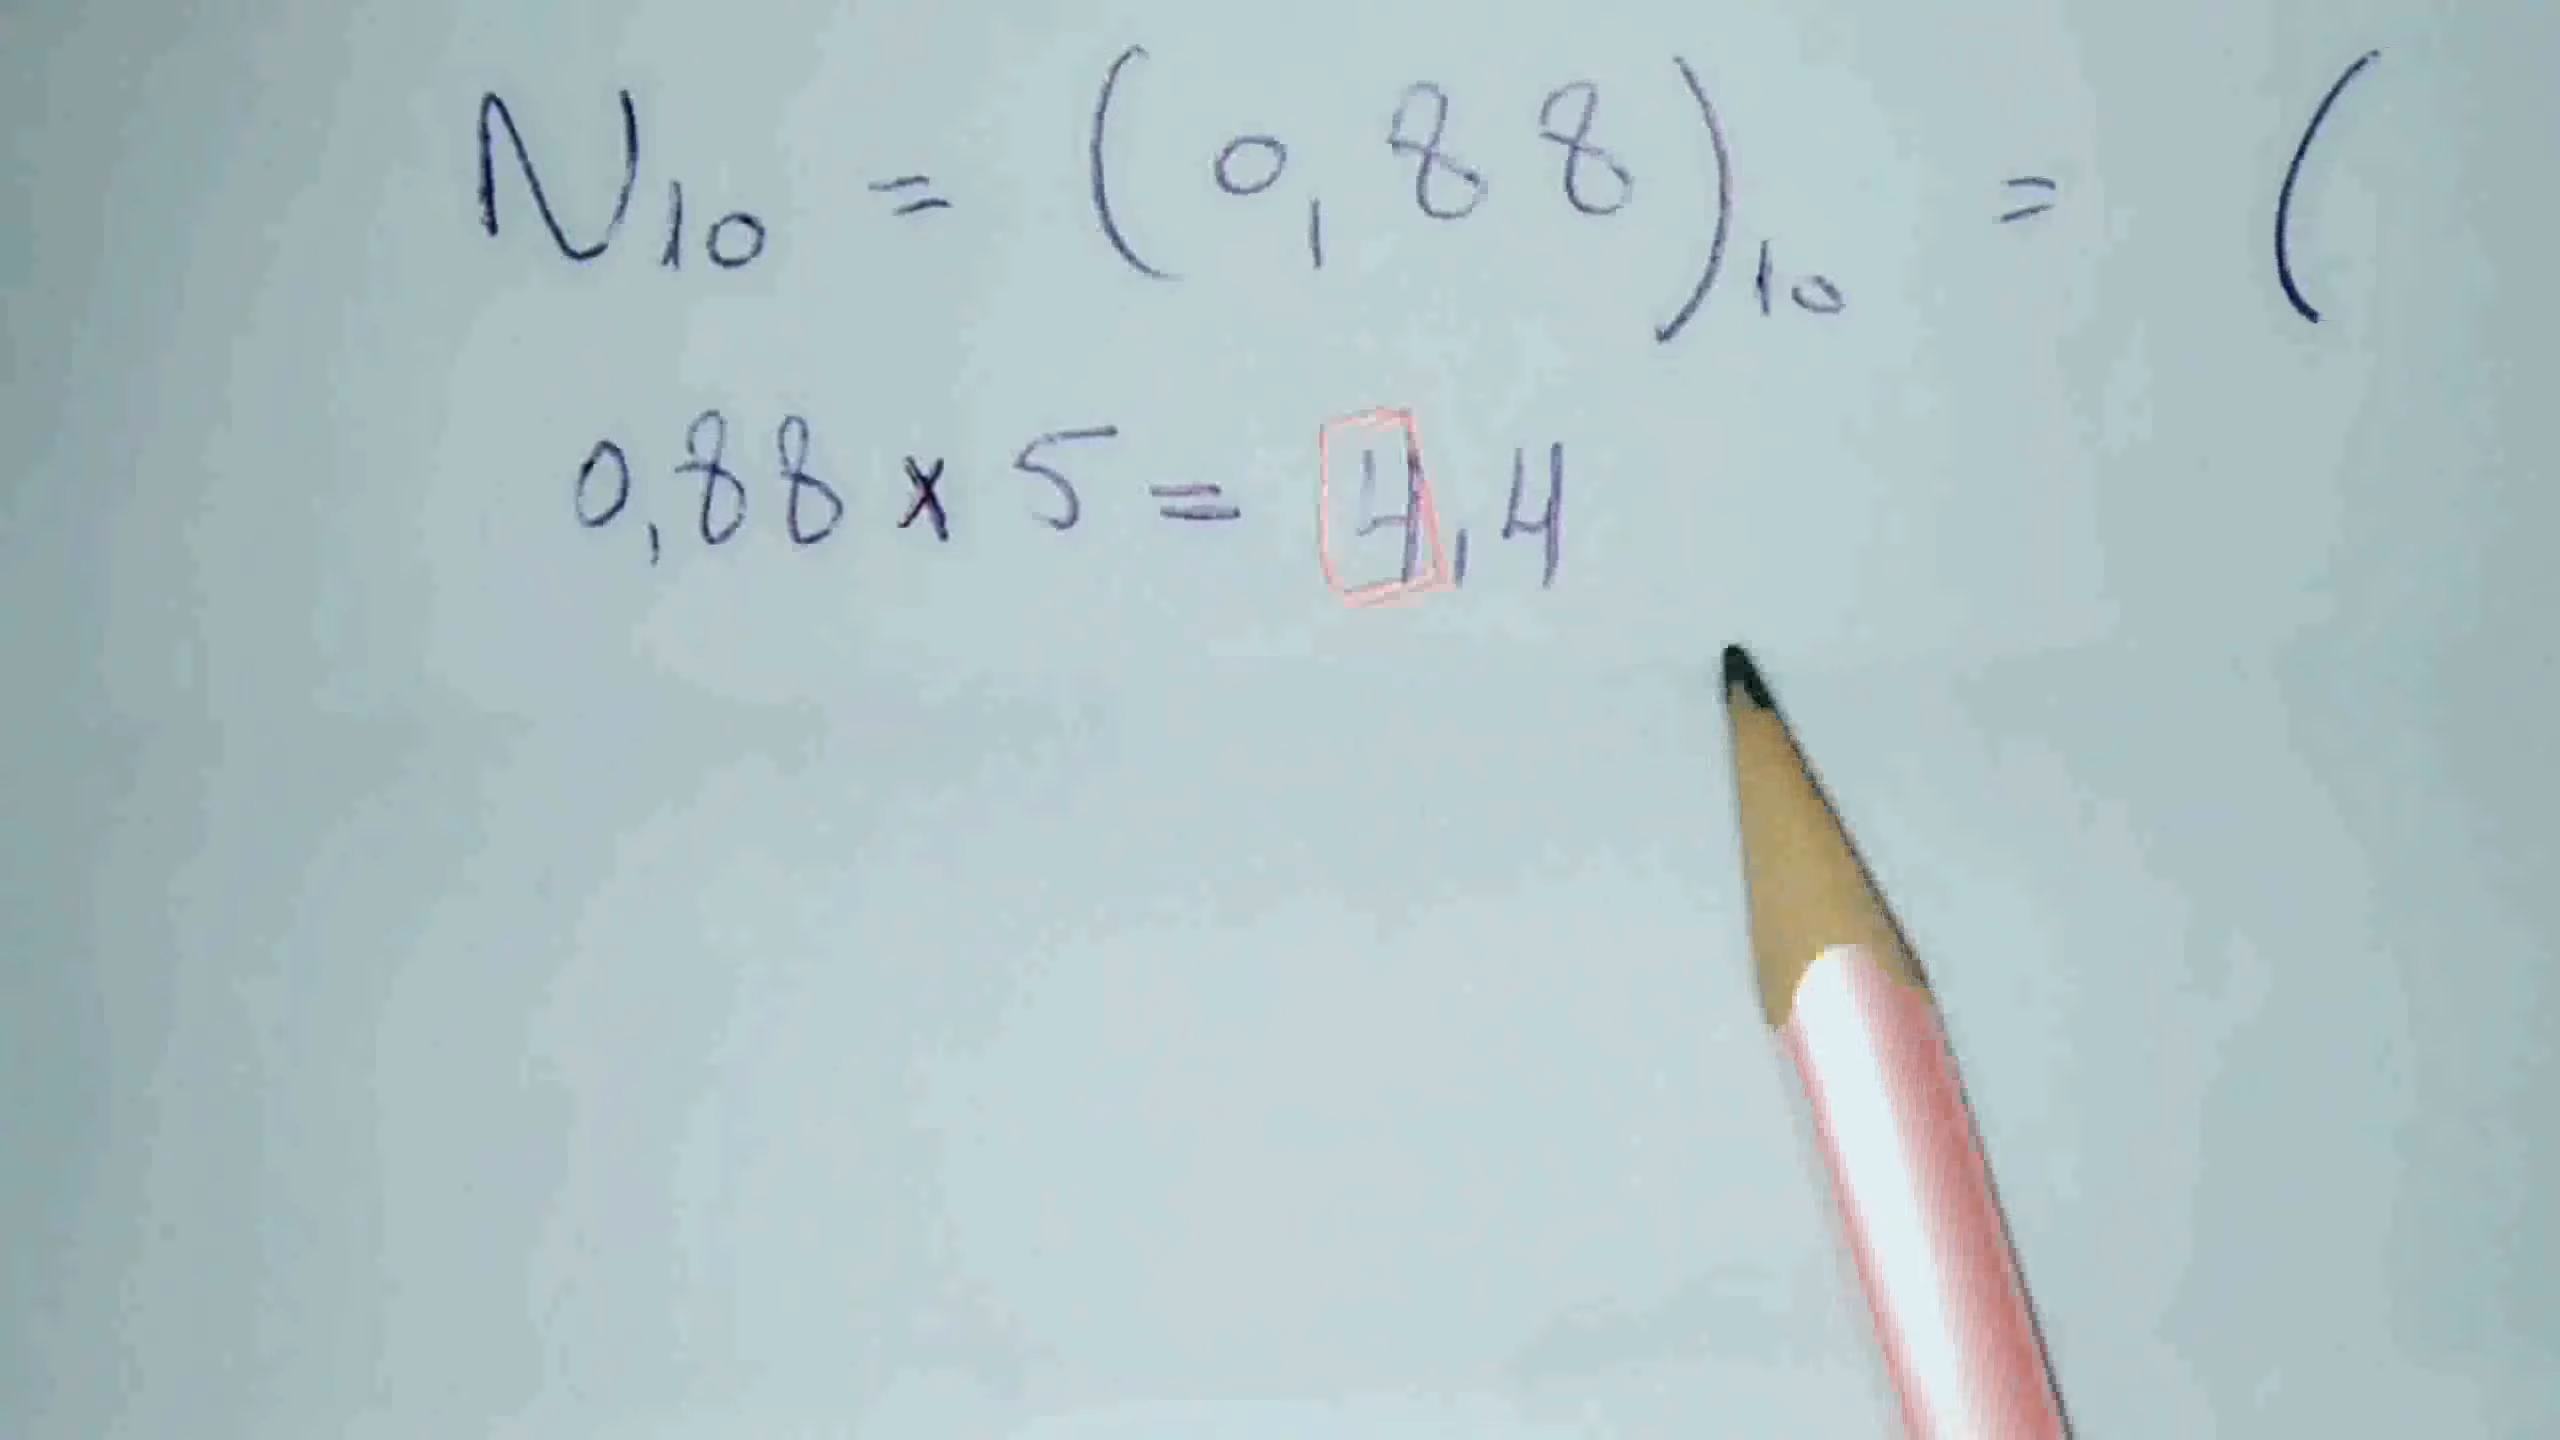 N₁₀ = (0,88)₁₀ = (
0,88 x 5 = 4,4